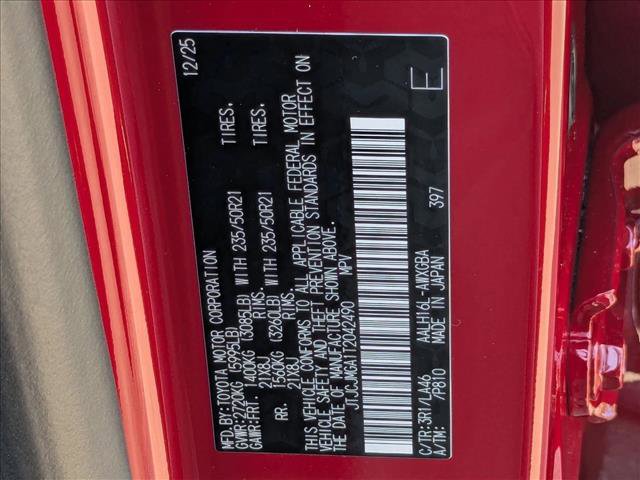 MFD.BY: TOYOTA MOTOR CORPORATION 12/25
GVWR: 2720KG (5995LB)
GAWR:FRT. 1400KG (3085LB) WITH 235/50R21 TIRES,
21X8J RIMS,
RR. 1560KG (3260LB) WITH 235/50R21 TIRES,
21X8J RIMS.
THIS VEHICLE CONFORMS TO ALL APPLICABLE FEDERAL MOTOR
VEHICLE SAFETY AND THEFT PREVENTION STANDARDS IN EFFECT ON
THE DATE OF MANUFACTURE SHOWN ABOVE.
JTJCJMGA1T2042490 MPV
E
C/TR:3R1/LA46 AALH16L-AWXGBA
A/TM: /P810 MADE IN JAPAN 397